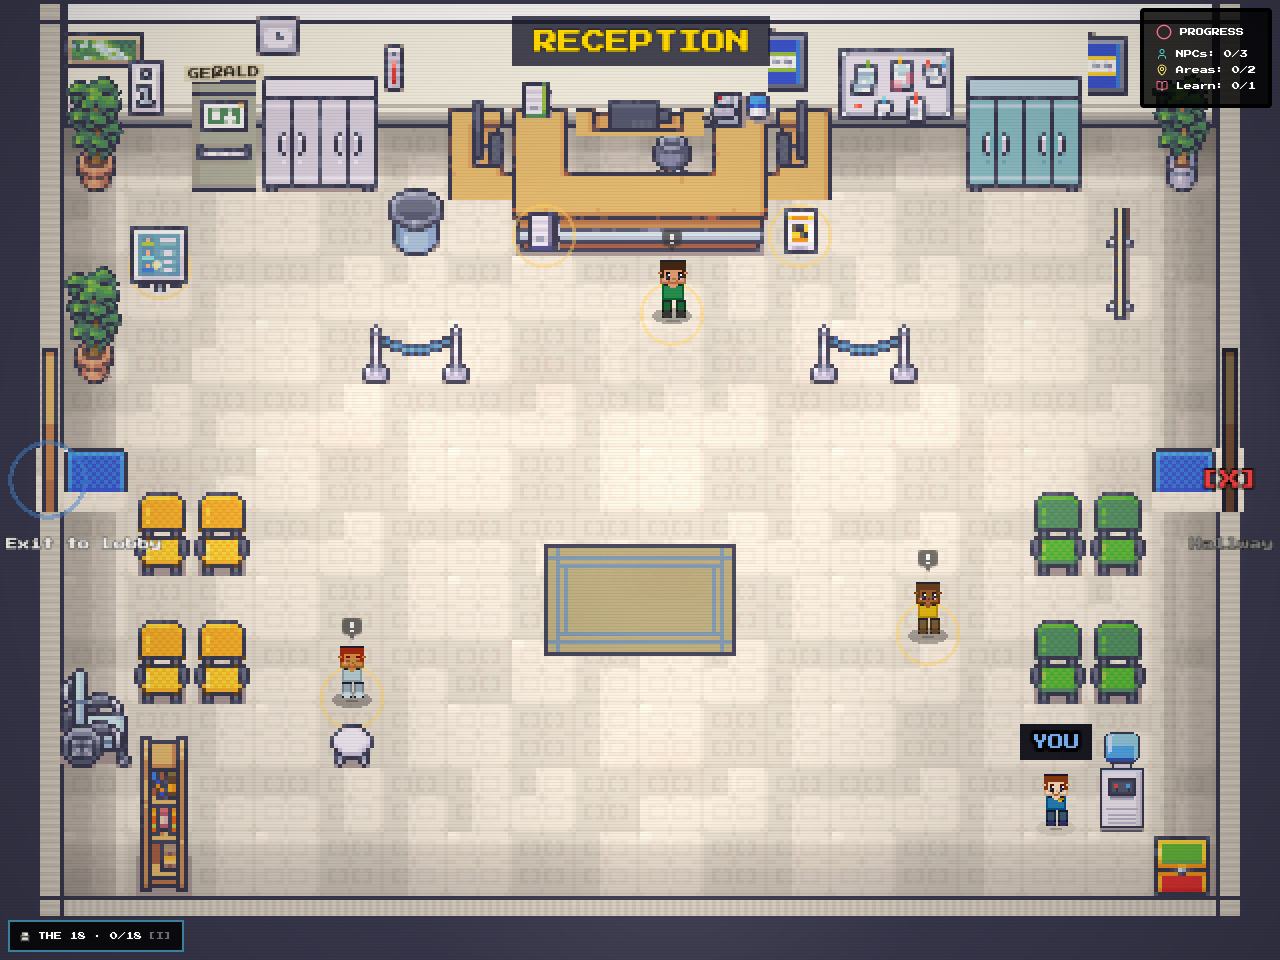 RECEPTION
PROGRESS
NPCs: 0/3
Areas: 0/2
Learn: 0/1
GERALD
[X]
Exit to Lobby
Hallway
YOU
THE 18 · 0/18 [I]